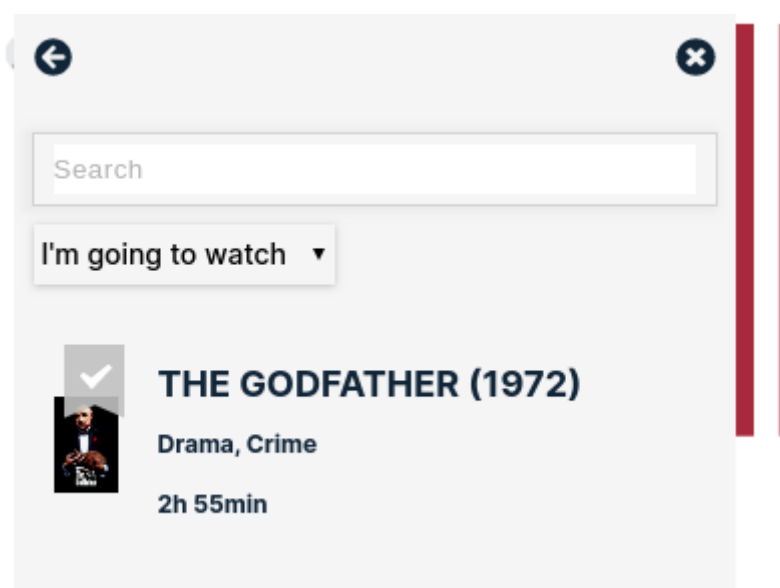 Search
I'm going to watch ▼
THE GODFATHER (1972)
Drama, Crime
2h 55min